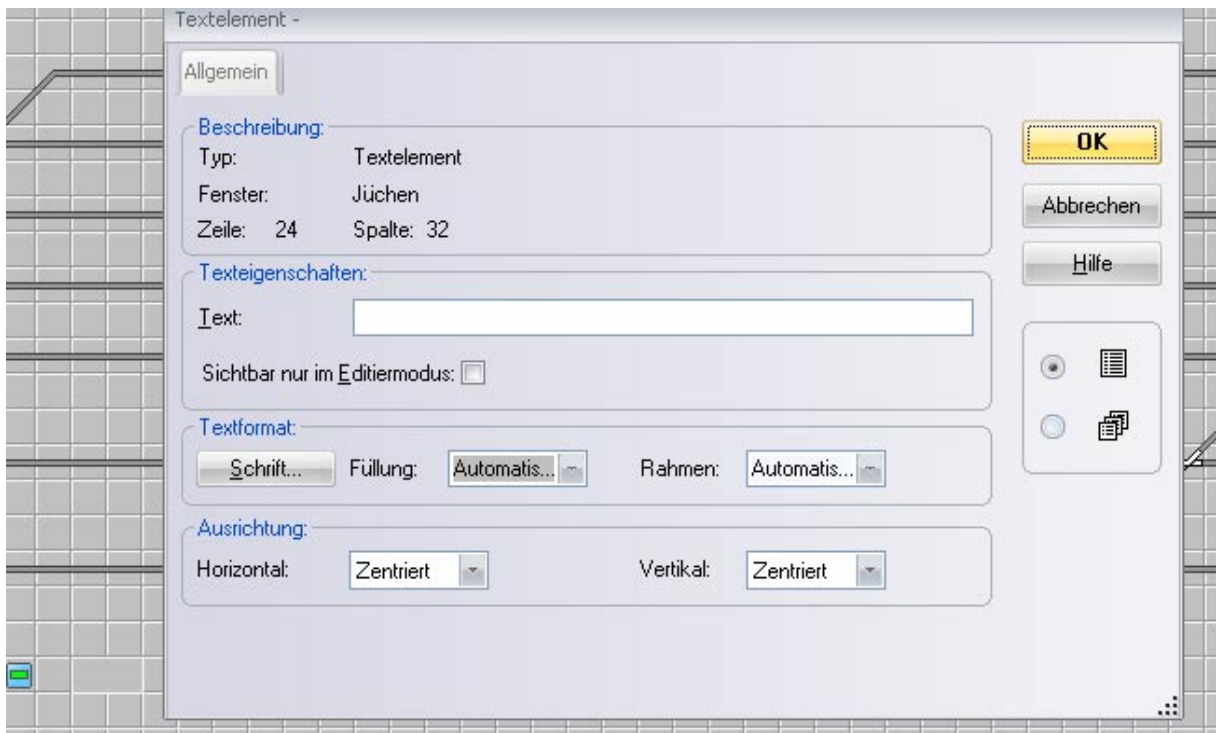 Textelement -
Allgemein
Beschreibung:
Typ: Textelement
Fenster: Jüchen
Zeile: 24 Spalte: 32
Texteigenschaften:
Text:
Sichtbar nur im Editiermodus:
Textformat:
Schrift... Füllung: Automatis... Rahmen: Automatis...
Ausrichtung:
Horizontal: Zentriert Vertikal: Zentriert
OK
Abbrechen
Hilfe